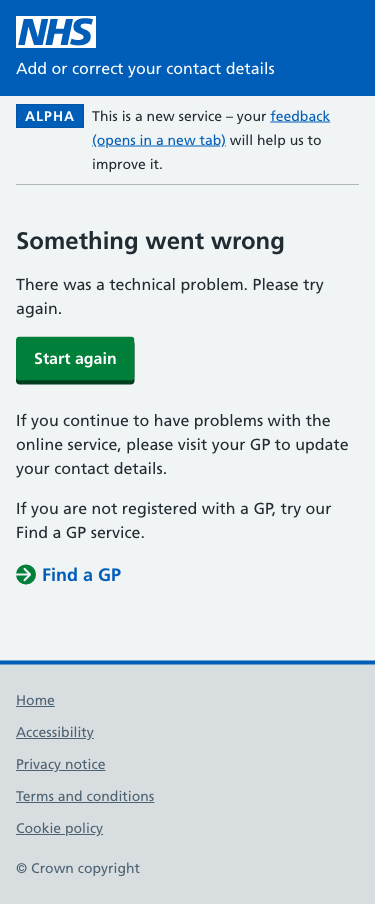 NHS
Add or correct your contact details
ALPHA
This is a new service – your feedback
(opens in a new tab) will help us to
improve it.
Something went wrong
There was a technical problem. Please try
again.
Start again
If you continue to have problems with the
online service, please visit your GP to update
your contact details.
If you are not registered with a GP, try our
Find a GP service.
Find a GP
Home
Accessibility
Privacy notice
Terms and conditions
Cookie policy
© Crown copyright